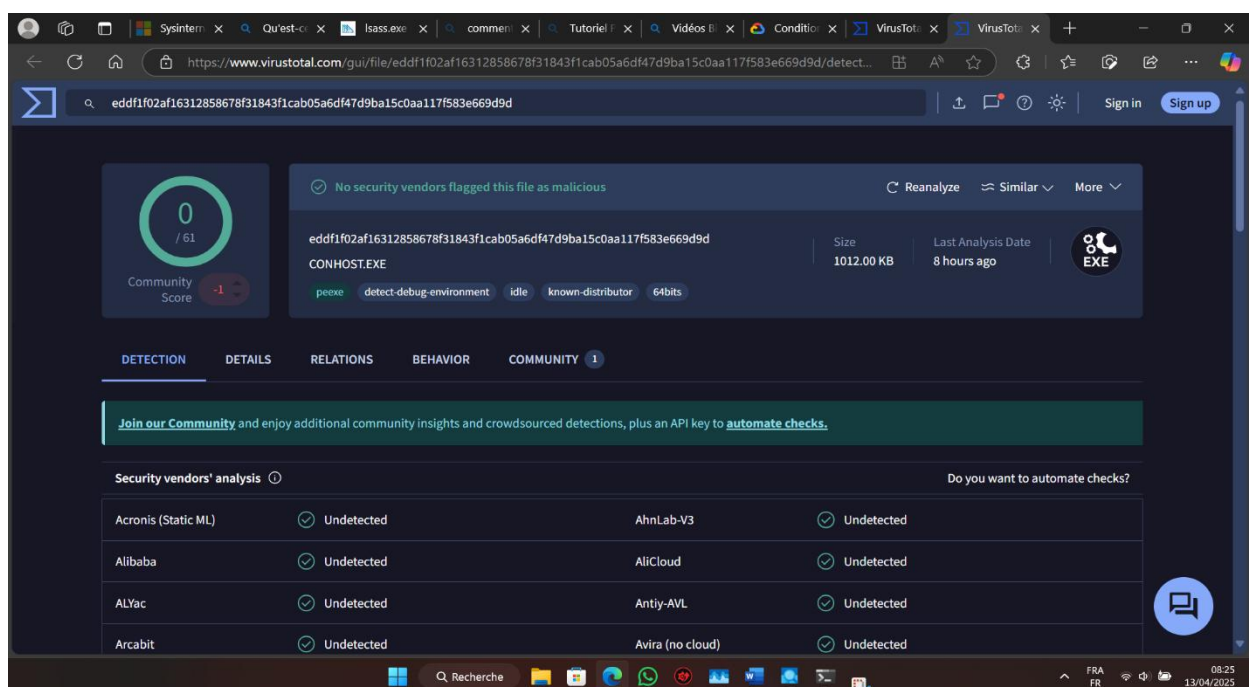 Sysintern
Qu'est-ce
lsass.exe
comment
Tutoriel F
Vidéos Bi
Condition
VirusTota
VirusTota
https://www.virustotal.com/gui/file/eddf1f02af16312858678f31843f1cab05a6df47d9ba15c0aa117f583e669d9d/detect...
eddf1f02af16312858678f31843f1cab05a6df47d9ba15c0aa117f583e669d9d
Sign in
Sign up
0
/ 61
Community
Score
-1
No security vendors flagged this file as malicious
Reanalyze
Similar
More
eddf1f02af16312858678f31843f1cab05a6df47d9ba15c0aa117f583e669d9d
CONHOST.EXE
peexe detect-debug-environment idle known-distributor 64bits
Size
1012.00 KB
Last Analysis Date
8 hours ago
EXE
DETECTION DETAILS RELATIONS BEHAVIOR COMMUNITY 1
Join our Community and enjoy additional community insights and crowdsourced detections, plus an API key to automate checks.
Security vendors' analysis
Do you want to automate checks?
Acronis (Static ML) Undetected AhnLab-V3 Undetected
Alibaba Undetected AliCloud Undetected
ALYac Undetected Antiy-AVL Undetected
Arcabit Undetected Avira (no cloud) Undetected
Recherche
FRA
FR
08:25
13/04/2025